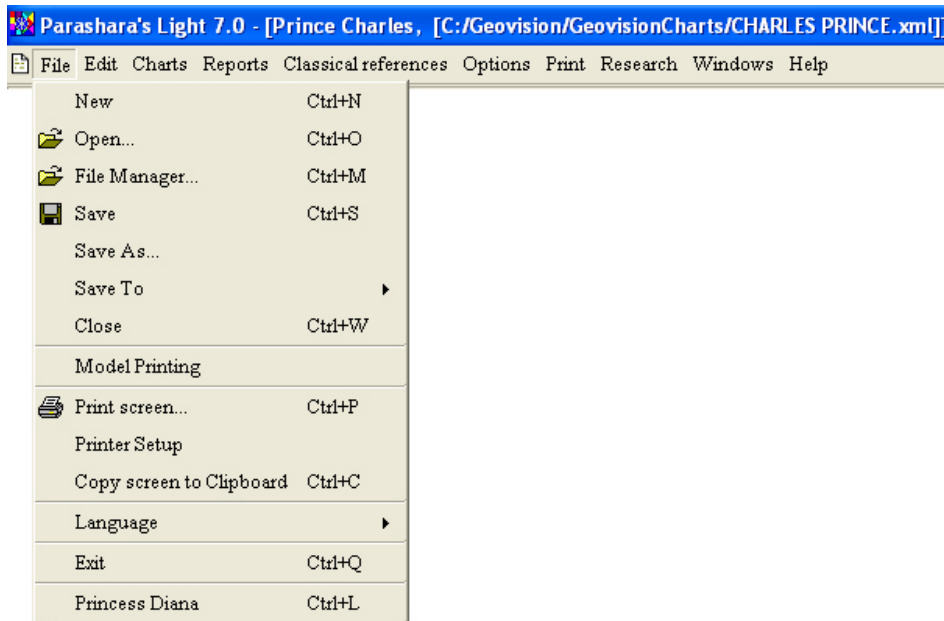 Parashara's Light 7.0 - [Prince Charles, [C:/Geovision/GeovisionCharts/CHARLES PRINCE.xml]]
File Edit Charts Reports Classical references Options Print Research Windows Help
New Ctrl+N
Open... Ctrl+O
File Manager... Ctrl+M
Save Ctrl+S
Save As...
Save To
Close Ctrl+W
Model Printing
Print screen... Ctrl+P
Printer Setup
Copy screen to Clipboard Ctrl+C
Language
Exit Ctrl+Q
Princess Diana Ctrl+L